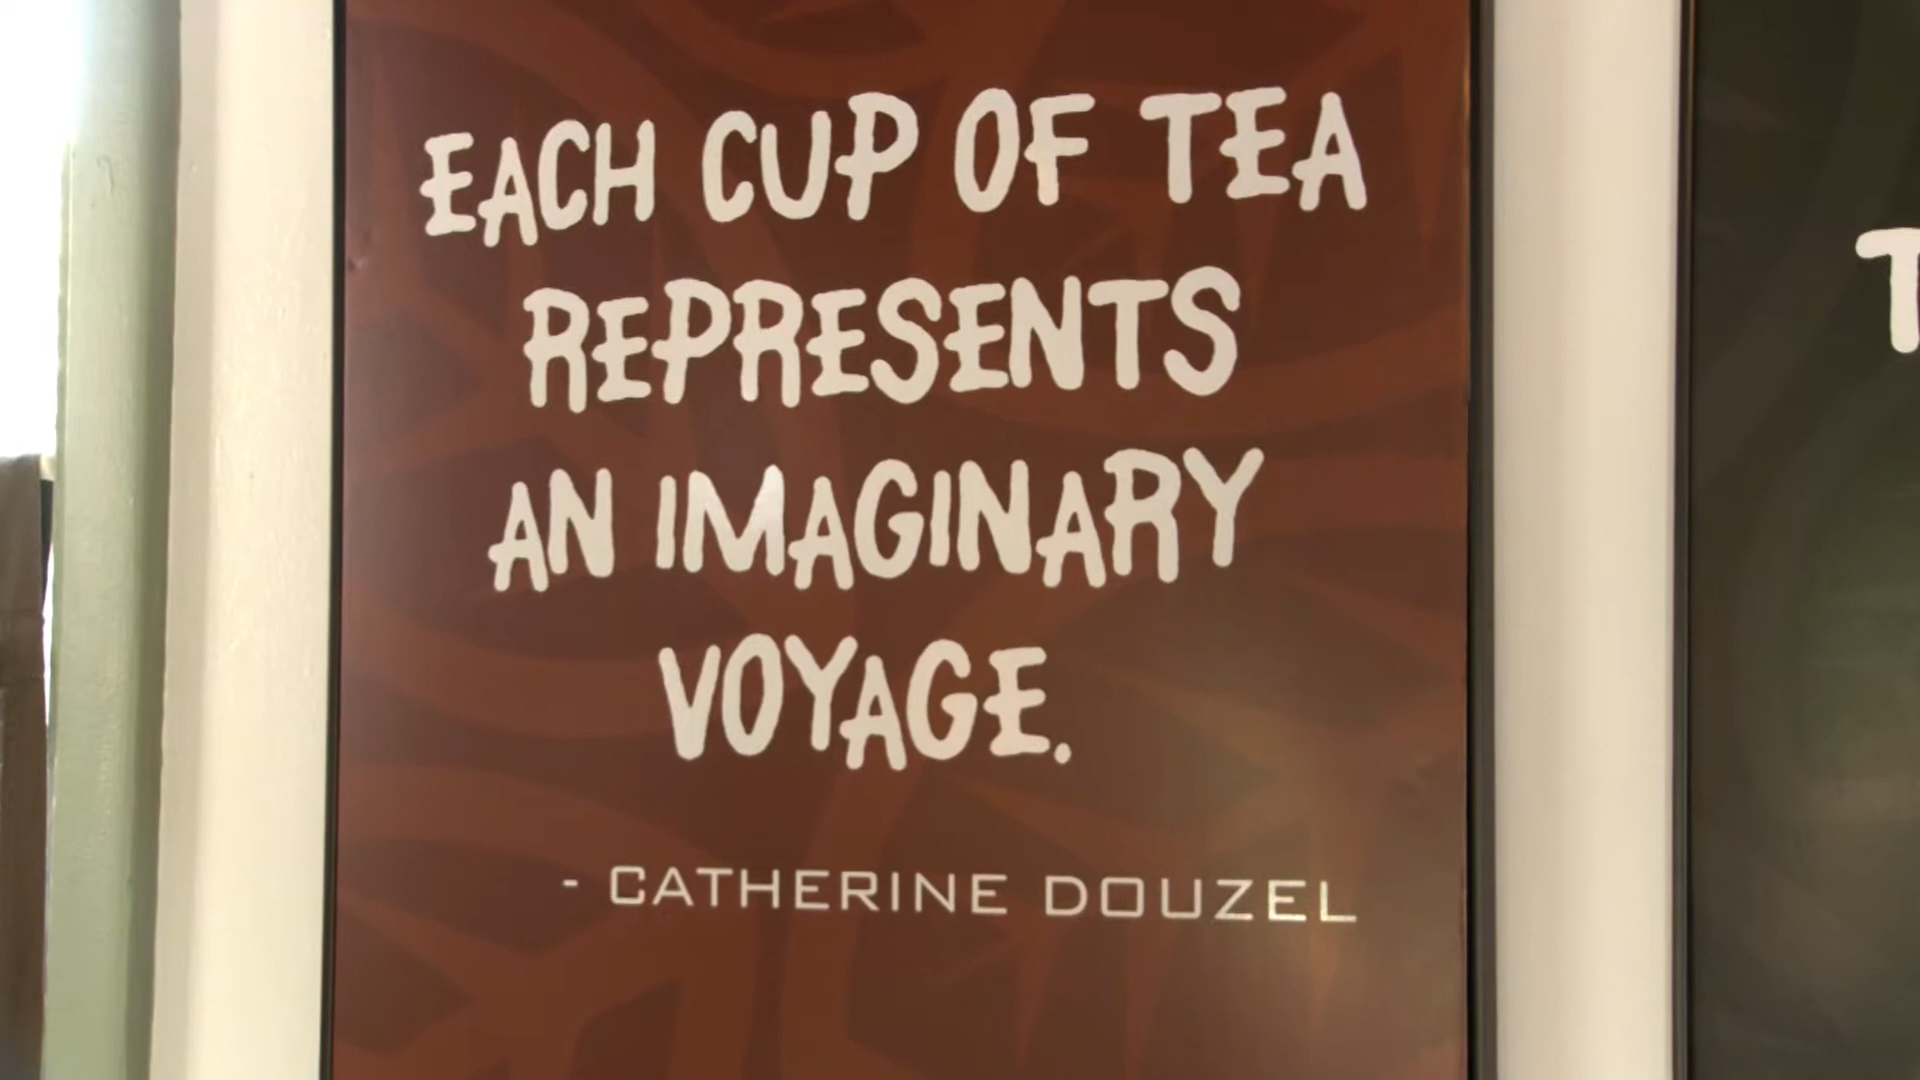 EACH CUP OF TEA
REPRESENTS
AN IMAGINARY
VOYAGE.
- CATHERINE DOUZEL